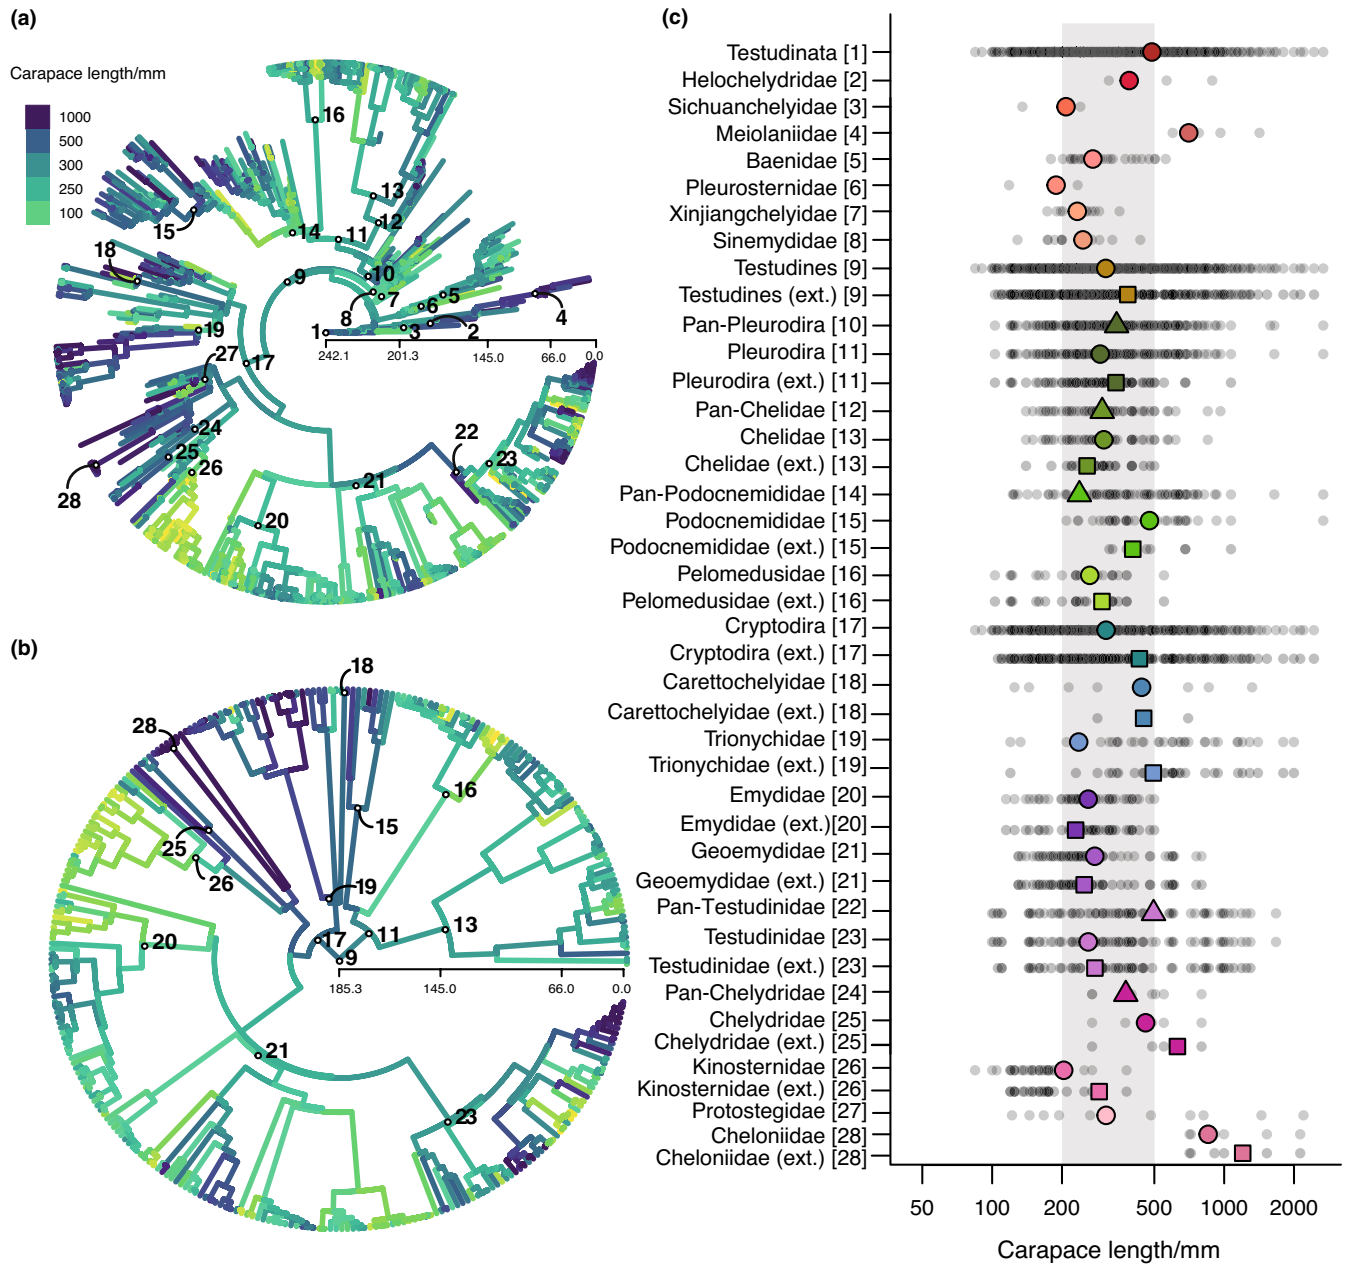 (a)
Carapace length/mm
1000
500
300
250
100
16
13
12
11
14
15
18
10
9
8
7
6
5
4
3
2
1
19
27
17
242.1
201.3
145.0
66.0
0.0
24
25
26
28
22
23
21
20
(b)
18
28
16
15
25
26
19
13
11
17
9
20
185.3
145.0
66.0
0.0
21
23
(c)
Testudinata [1]
Helochelydridae [2]
Sichuanchelyidae [3]
Meiolaniidae [4]
Baenidae [5]
Pleurosternidae [6]
Xinjiangchelyidae [7]
Sinemydidae [8]
Testudines [9]
Testudines (ext.) [9]
Pan-Pleurodira [10]
Pleurodira [11]
Pleurodira (ext.) [11]
Pan-Chelidae [12]
Chelidae [13]
Chelidae (ext.) [13]
Pan-Podocnemididae [14]
Podocnemididae [15]
Podocnemididae (ext.) [15]
Pelomedusidae [16]
Pelomedusidae (ext.) [16]
Cryptodira [17]
Cryptodira (ext.) [17]
Carettochelyidae [18]
Carettochelyidae (ext.) [18]
Trionychidae [19]
Trionychidae (ext.) [19]
Emydidae [20]
Emydidae (ext.)[20]
Geoemydidae [21]
Geoemydidae (ext.) [21]
Pan-Testudinidae [22]
Testudinidae [23]
Testudinidae (ext.) [23]
Pan-Chelydridae [24]
Chelydridae [25]
Chelydridae (ext.) [25]
Kinosternidae [26]
Kinosternidae (ext.) [26]
Protostegidae [27]
Cheloniidae [28]
Cheloniidae (ext.) [28]
50
100
200
500
1000
2000
Carapace length/mm